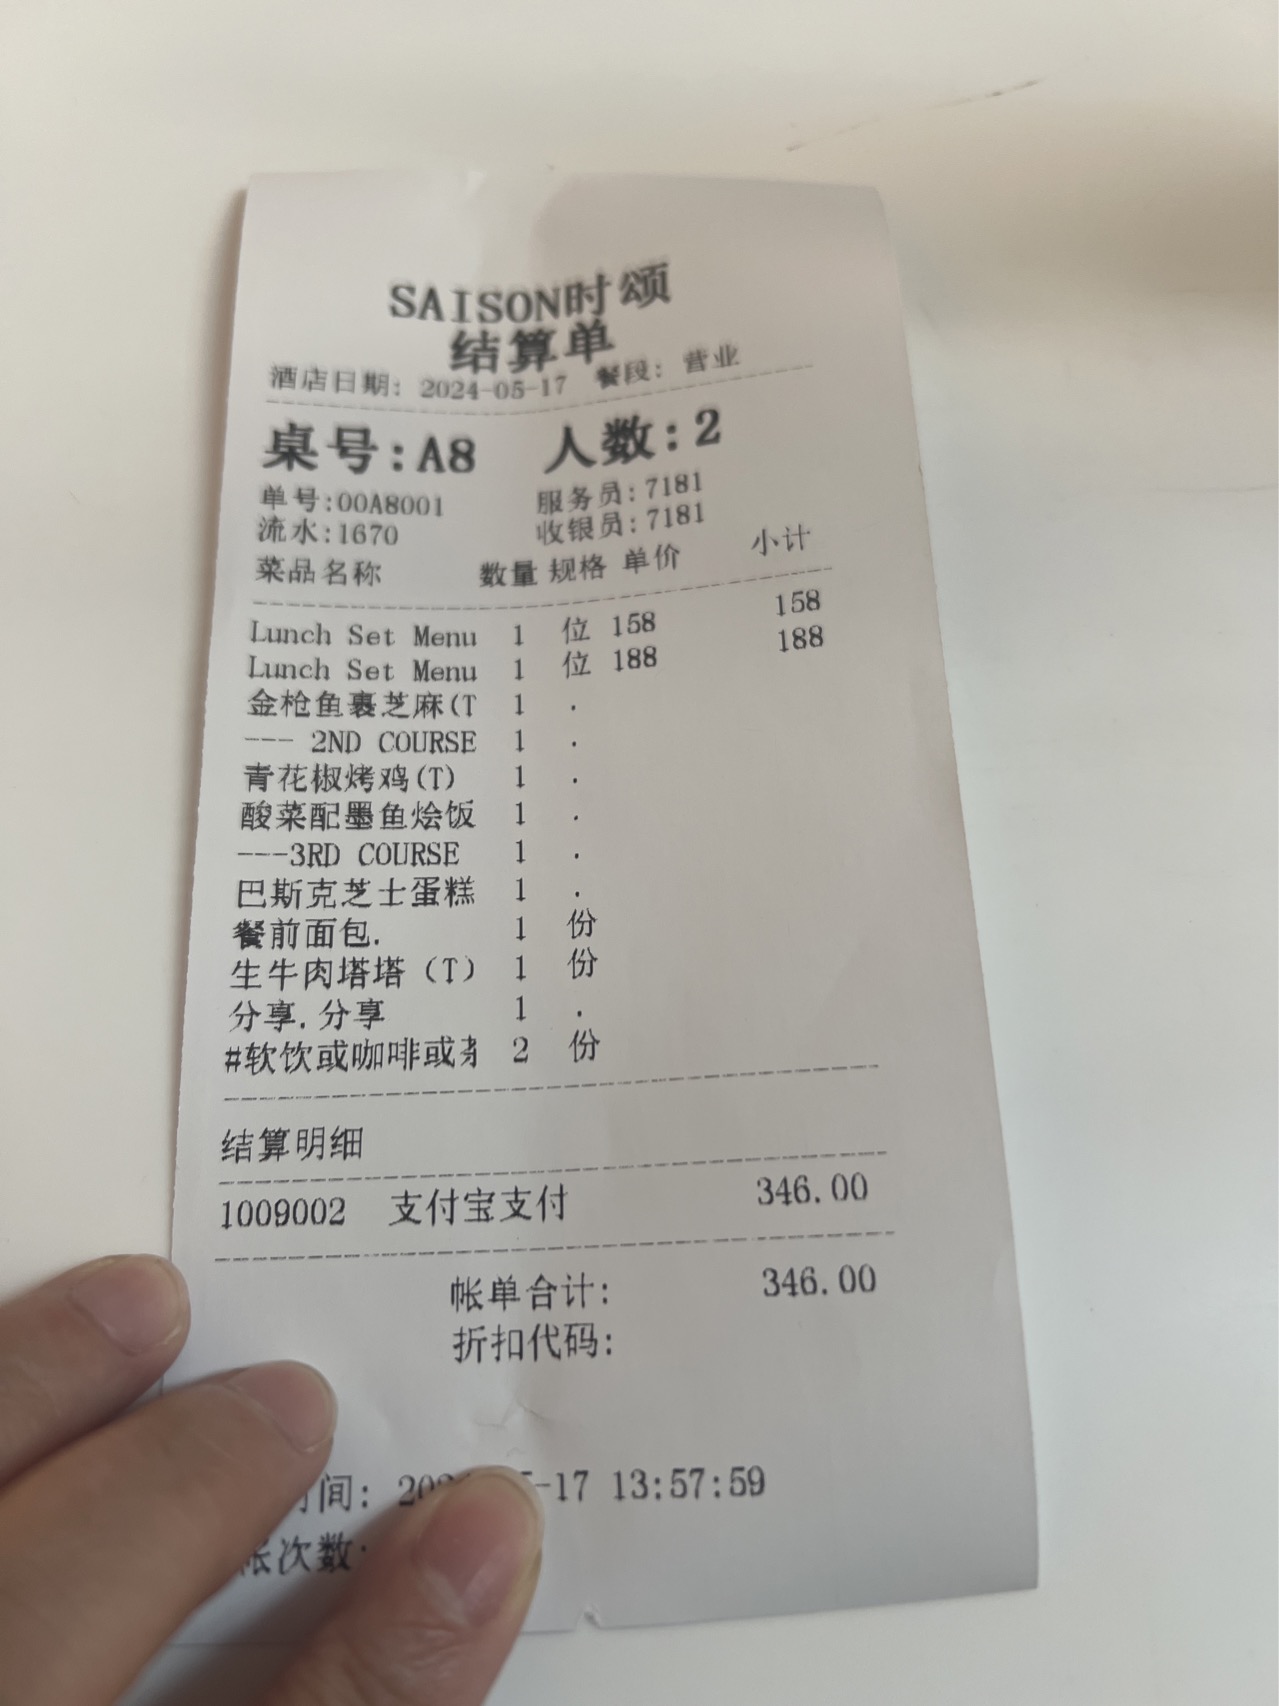 SAISON时颂
结算单
酒店日期: 2024-05-17 餐段: 营业
桌号:A8 人数:2
单号:00A8001 服务员:7181
流水:1670 收银员:7181
菜品名称 数量 规格 单价 小计
Lunch Set Menu 1 位 158 158
Lunch Set Menu 1 位 188 188
金枪鱼裹芝麻(T 1 .
--- 2ND COURSE 1 .
青花椒烤鸡(T) 1 .
酸菜配墨鱼烩饭 1 .
---3RD COURSE 1 .
巴斯克芝士蛋糕 1 .
餐前面包. 1 份
生牛肉塔塔（T） 1 份
分享.分享 1 .
#软饮或咖啡或 2 份
结算明细
1009002 支付宝支付 346.00
帐单合计: 346.00
折扣代码:
间: 202 -17 13:57:59
帐次数: